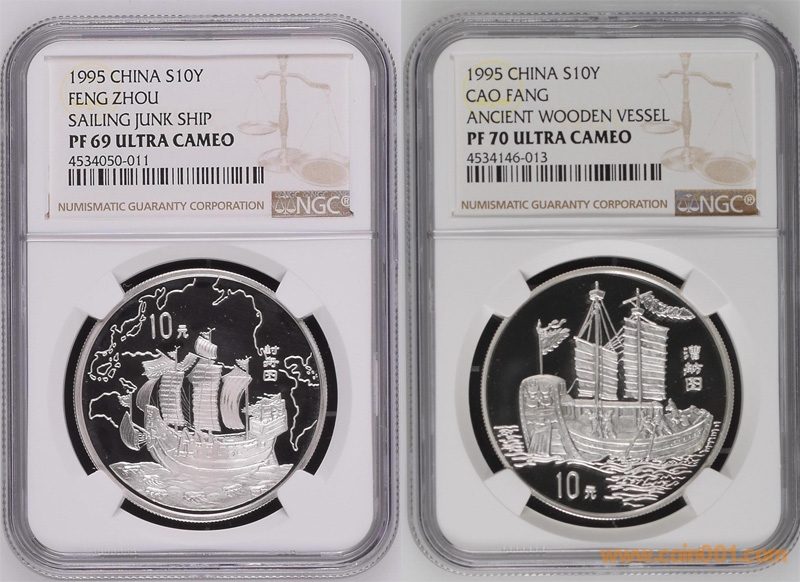 1995 CHINA S10Y
FENG ZHOU
SAILING JUNK SHIP
PF 69 ULTRA CAMEO
4534050-011
NUMISMATIC GUARANTY CORPORATION NGC®
10元
封舟图
1995 CHINA S10Y
CAO FANG
ANCIENT WOODEN VESSEL
PF 70 ULTRA CAMEO
4534146-013
NUMISMATIC GUARANTY CORPORATION NGC®
漕舫图
10元
www.coin001.com